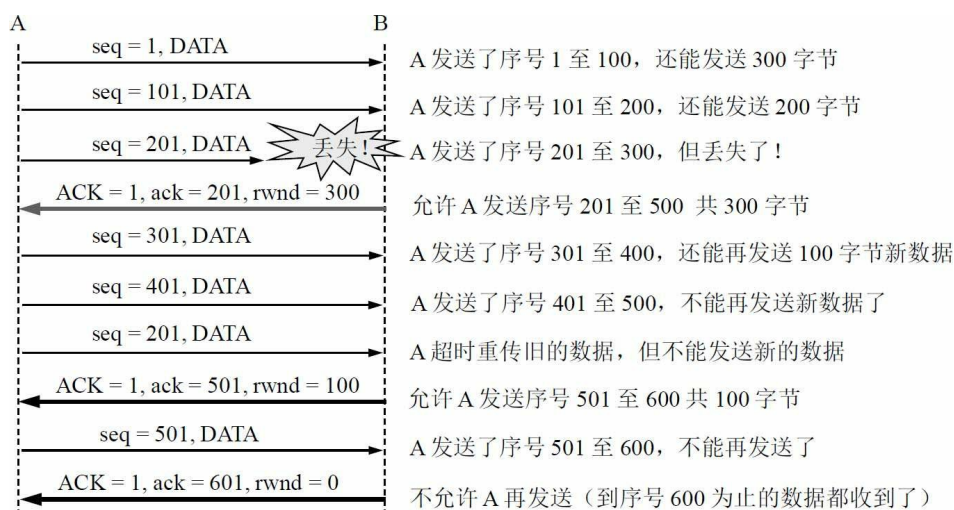 A
B
seq = 1, DATA
A 发送了序号 1 至 100，还能发送 300 字节
seq = 101, DATA
A 发送了序号 101 至 200，还能发送 200 字节
seq = 201, DATA
丢失！
A 发送了序号 201 至 300，但丢失了！
ACK = 1, ack = 201, rwnd = 300
允许 A 发送序号 201 至 500 共 300 字节
seq = 301, DATA
A 发送了序号 301 至 400，还能再发送 100 字节新数据
seq = 401, DATA
A 发送了序号 401 至 500，不能再发送新数据了
seq = 201, DATA
A 超时重传旧的数据，但不能发送新的数据
ACK = 1, ack = 501, rwnd = 100
允许 A 发送序号 501 至 600 共 100 字节
seq = 501, DATA
A 发送了序号 501 至 600，不能再发送了
ACK = 1, ack = 601, rwnd = 0
不允许 A 再发送（到序号 600 为止的数据都收到了）